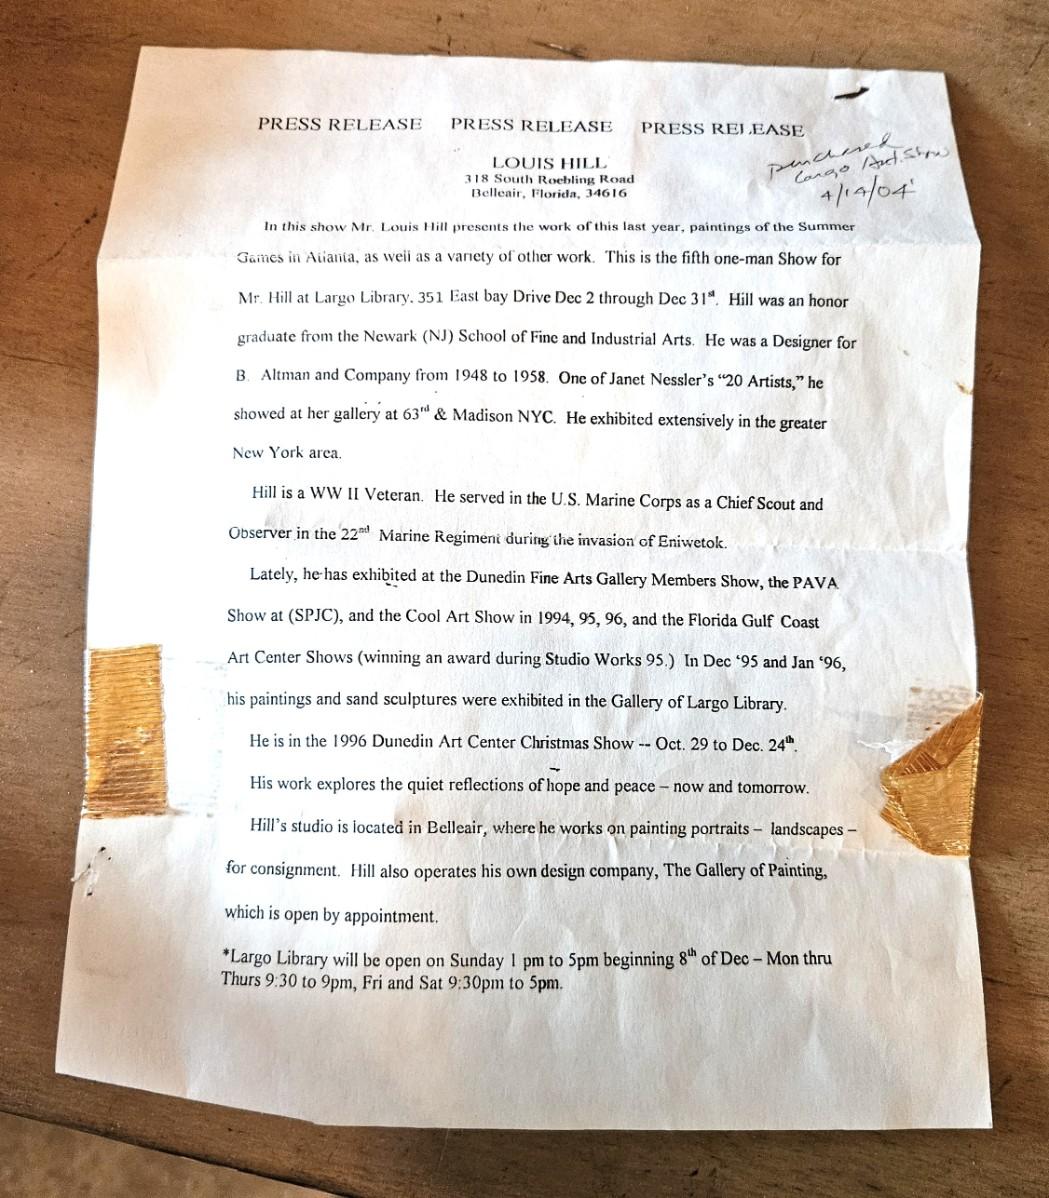 PRESS RELEASE PRESS RELEASE PRESS RELEASE
purchased
Largo Art Show
4/14/04'
LOUIS HILL
318 South Roebling Road
Belleair, Florida, 34616
In this show Mr. Louis Hill presents the work of this last year, paintings of the Summer
Games in Atlanta, as well as a variety of other work. This is the fifth one-man Show for
Mr. Hill at Largo Library. 351 East bay Drive Dec 2 through Dec 31st. Hill was an honor
graduate from the Newark (NJ) School of Fine and Industrial Arts. He was a Designer for
B. Altman and Company from 1948 to 1958. One of Janet Nessler's “20 Artists,” he
showed at her gallery at 63rd & Madison NYC. He exhibited extensively in the greater
New York area.
Hill is a WW II Veteran. He served in the U.S. Marine Corps as a Chief Scout and
Observer in the 22nd Marine Regiment during the invasion of Eniwetok.
Lately, he has exhibited at the Dunedin Fine Arts Gallery Members Show, the PAVA
Show at (SPJC), and the Cool Art Show in 1994, 95, 96, and the Florida Gulf Coast
Art Center Shows (winning an award during Studio Works 95.) In Dec ‘95 and Jan ‘96,
his paintings and sand sculptures were exhibited in the Gallery of Largo Library.
He is in the 1996 Dunedin Art Center Christmas Show -- Oct. 29 to Dec. 24th.
His work explores the quiet reflections of hope and peace – now and tomorrow.
Hill's studio is located in Belleair, where he works on painting portraits – landscapes –
for consignment. Hill also operates his own design company, The Gallery of Painting,
which is open by appointment.
*Largo Library will be open on Sunday 1 pm to 5pm beginning 8th of Dec – Mon thru
Thurs 9:30 to 9pm, Fri and Sat 9:30pm to 5pm.